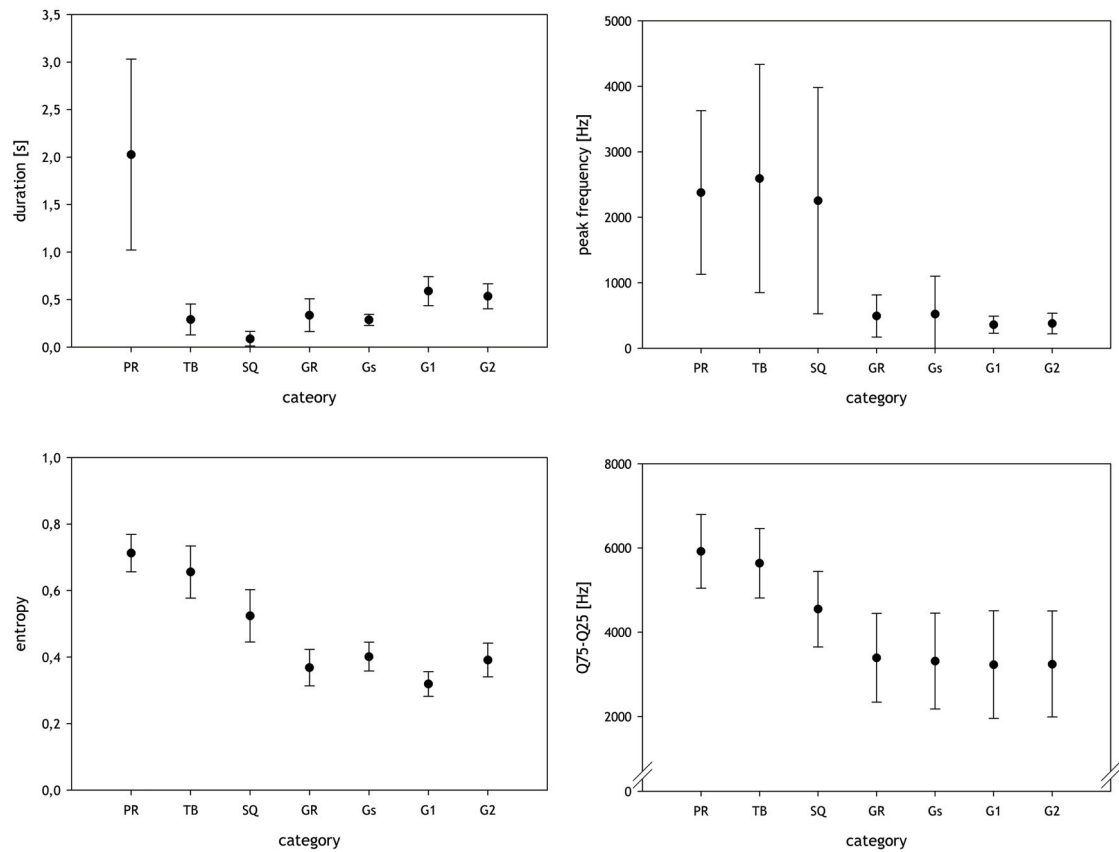 duration [s]
3,5
3,0
2,5
2,0
1,5
1,0
0,5
0,0
PR TB SQ GR Gs G1 G2
cateory
peak frequency [Hz]
5000
4000
3000
2000
1000
0
PR TB SQ GR Gs G1 G2
category
entropy
1,0
0,8
0,6
0,4
0,2
0,0
PR TB SQ GR Gs G1 G2
category
Q75-Q25 [Hz]
8000
6000
4000
2000
0
PR TB SQ GR Gs G1 G2
category